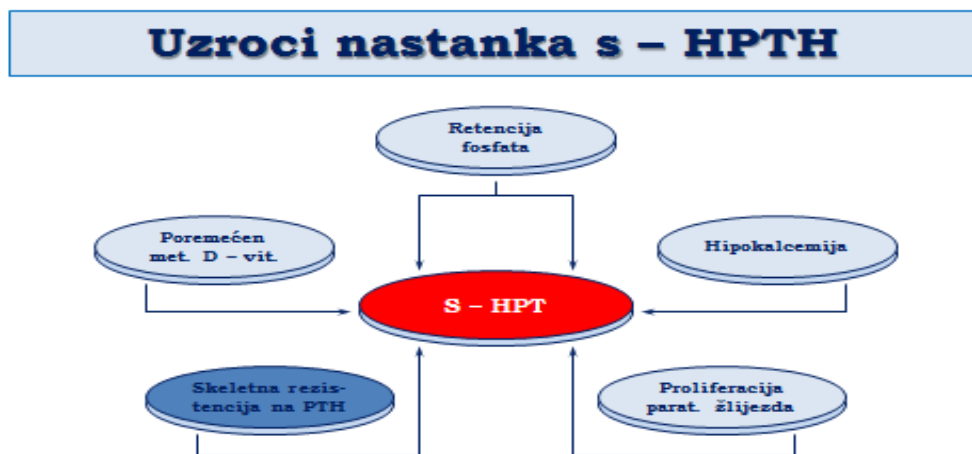 Uzroci nastanka s – HPTH
Retencija
fosfata
Poremećen
met. D – vit.
Hipokalcemija
S – HPT
Skeletna rezis-
tencija na PTH
Proliferacija
parat. žlijezda